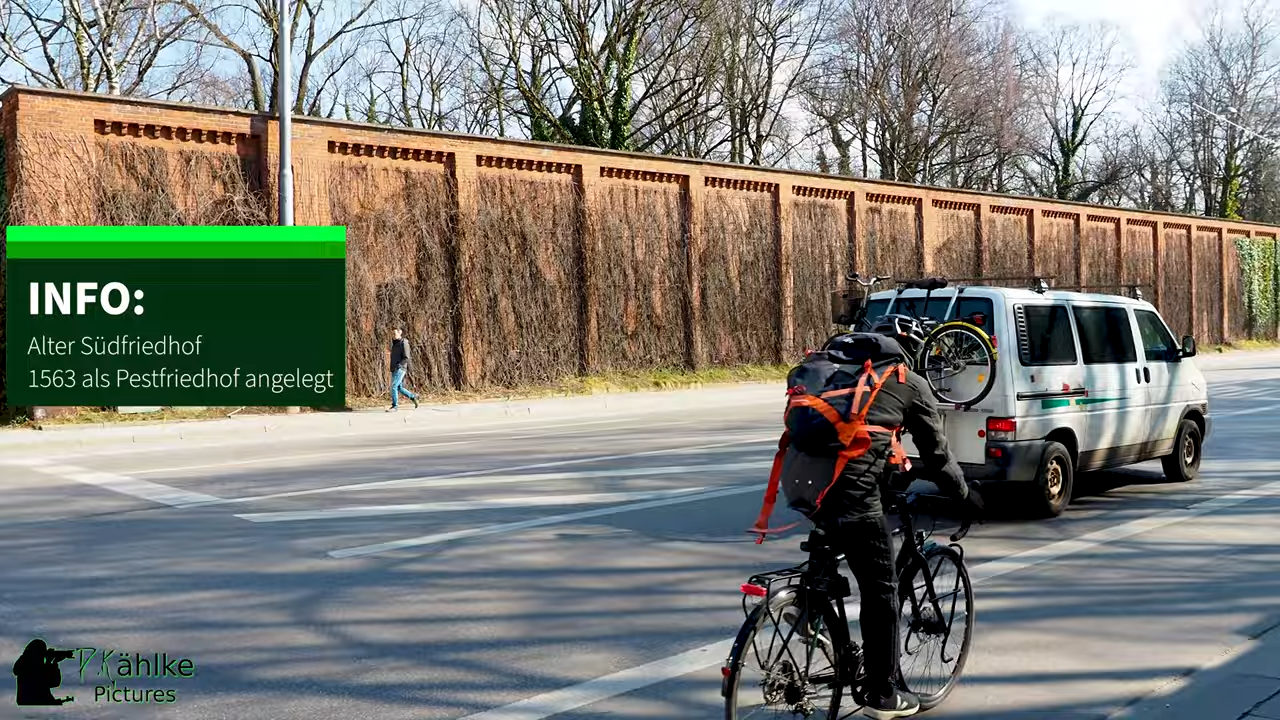 INFO:
Alter Südfriedhof
1563 als Pestfriedhof angelegt
P.Kählke
Pictures